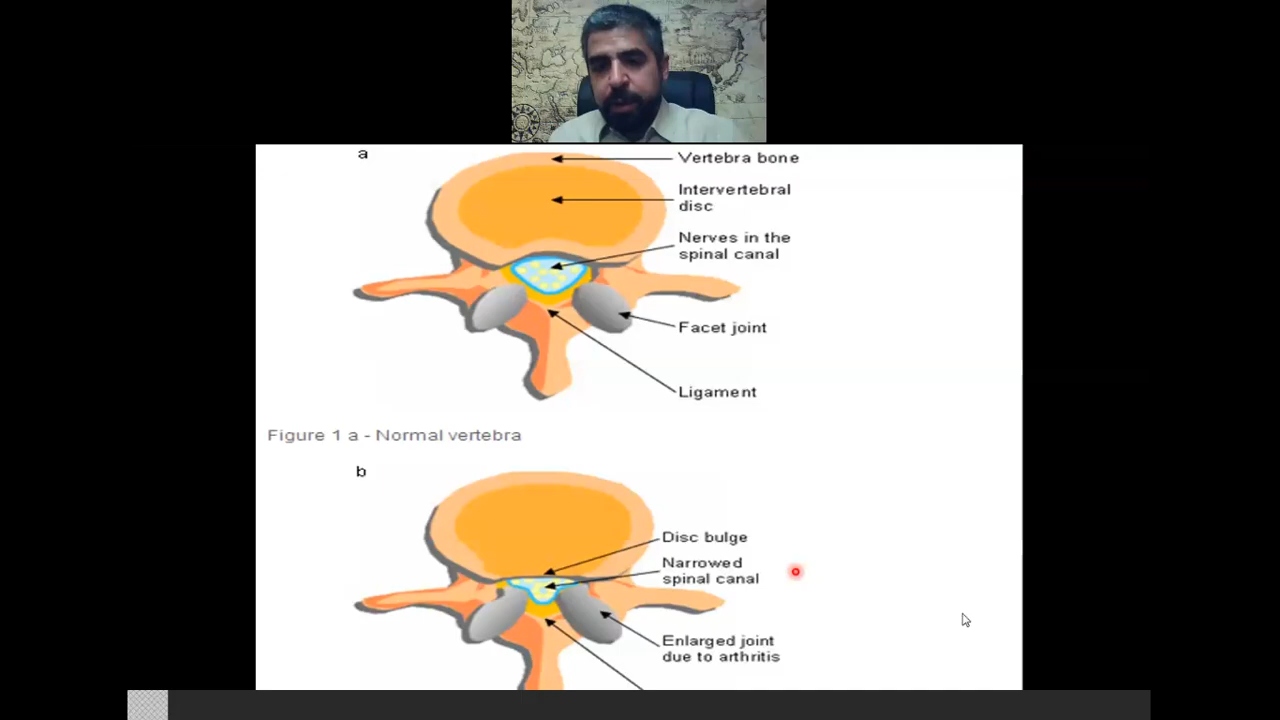 a
Vertebra bone
Intervertebral
disc
Nerves in the
spinal canal
Facet joint
Ligament
Figure 1 a - Normal vertebra
b
Disc bulge
Narrowed
spinal canal
Enlarged joint
due to arthritis